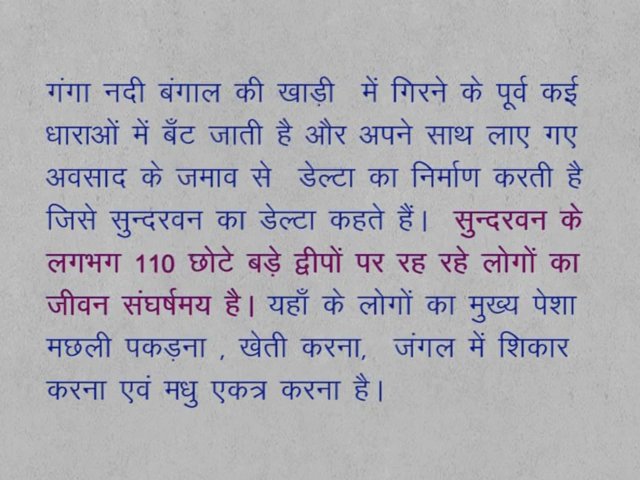 गंगा नदी बंगाल की खाड़ी में गिरने के पूर्व कई
धाराओं में बँट जाती है और अपने साथ लाए गए
अवसाद के जमाव से डेल्टा का निर्माण करती है
जिसे सुन्दरवन का डेल्टा कहते हैं। सुन्दरवन के
लगभग 110 छोटे बड़े द्वीपों पर रह रहे लोगों का
जीवन संघर्षमय है। यहाँ के लोगों का मुख्य पेशा
मछली पकड़ना , खेती करना, जंगल में शिकार
करना एवं मधु एकत्र करना है।